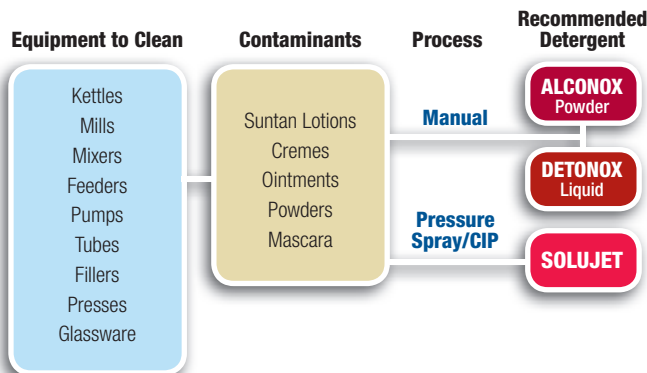 Equipment to Clean
Contaminants
Process
Recommended
Detergent
Kettles
Mills
Mixers
Feeders
Pumps
Tubes
Fillers
Presses
Glassware
Suntan Lotions
Cremes
Ointments
Powders
Mascara
Manual
Pressure
Spray/CIP
ALCONOX
Powder
DETONOX
Liquid
SOLUJET